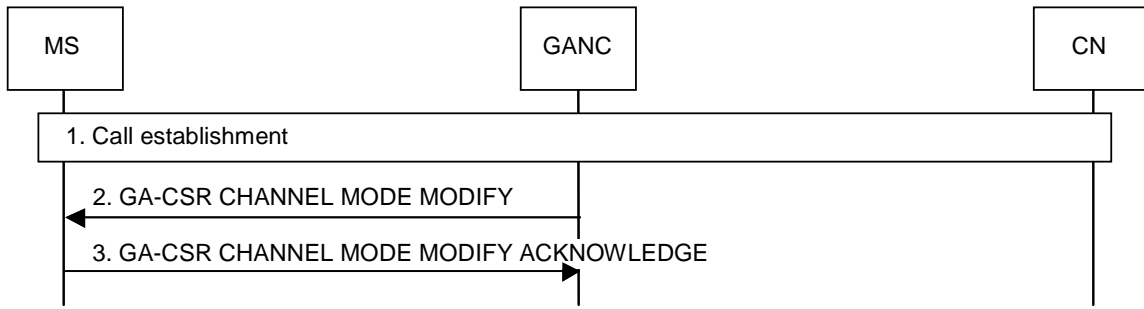 MS
GANC
CN
1. Call establishment
2. GA-CSR CHANNEL MODE MODIFY
3. GA-CSR CHANNEL MODE MODIFY ACKNOWLEDGE